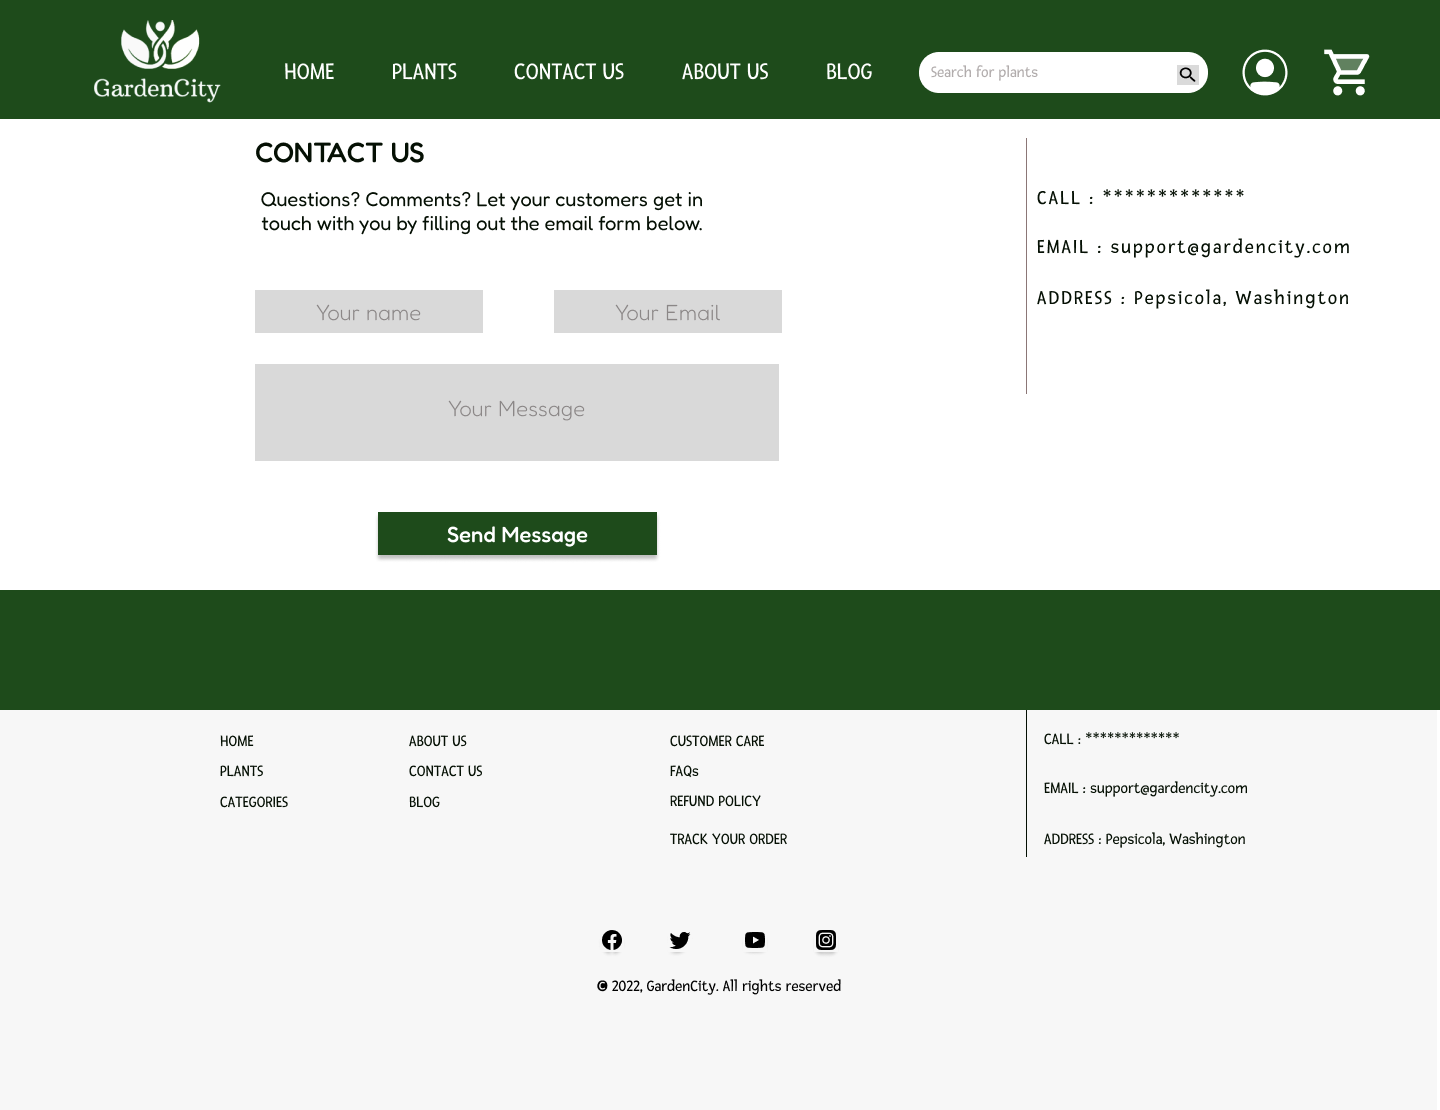 GardenCity
HOME
PLANTS
CONTACT US
ABOUT US
BLOG
Search for plants
CONTACT US
Questions? Comments? Let your customers get in
touch with you by filling out the email form below.
Your name
Your Email
Your Message
Send Message
CALL : *************
EMAIL : support@gardencity.com
ADDRESS : Pepsicola, Washington
HOME
PLANTS
CATEGORIES
ABOUT US
CONTACT US
BLOG
CUSTOMER CARE
FAQs
REFUND POLICY
TRACK YOUR ORDER
CALL : *************
EMAIL : support@gardencity.com
ADDRESS : Pepsicola, Washington
© 2022, GardenCity. All rights reserved